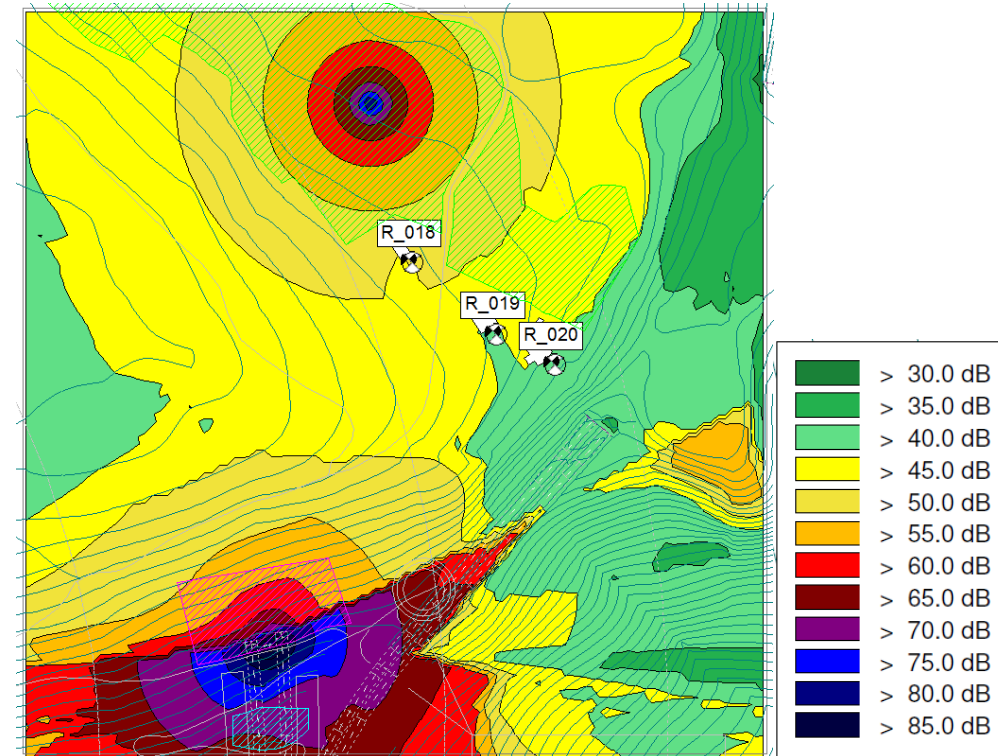 R_018
R_019
R_020
> 30.0 dB
> 35.0 dB
> 40.0 dB
> 45.0 dB
> 50.0 dB
> 55.0 dB
> 60.0 dB
> 65.0 dB
> 70.0 dB
> 75.0 dB
> 80.0 dB
> 85.0 dB